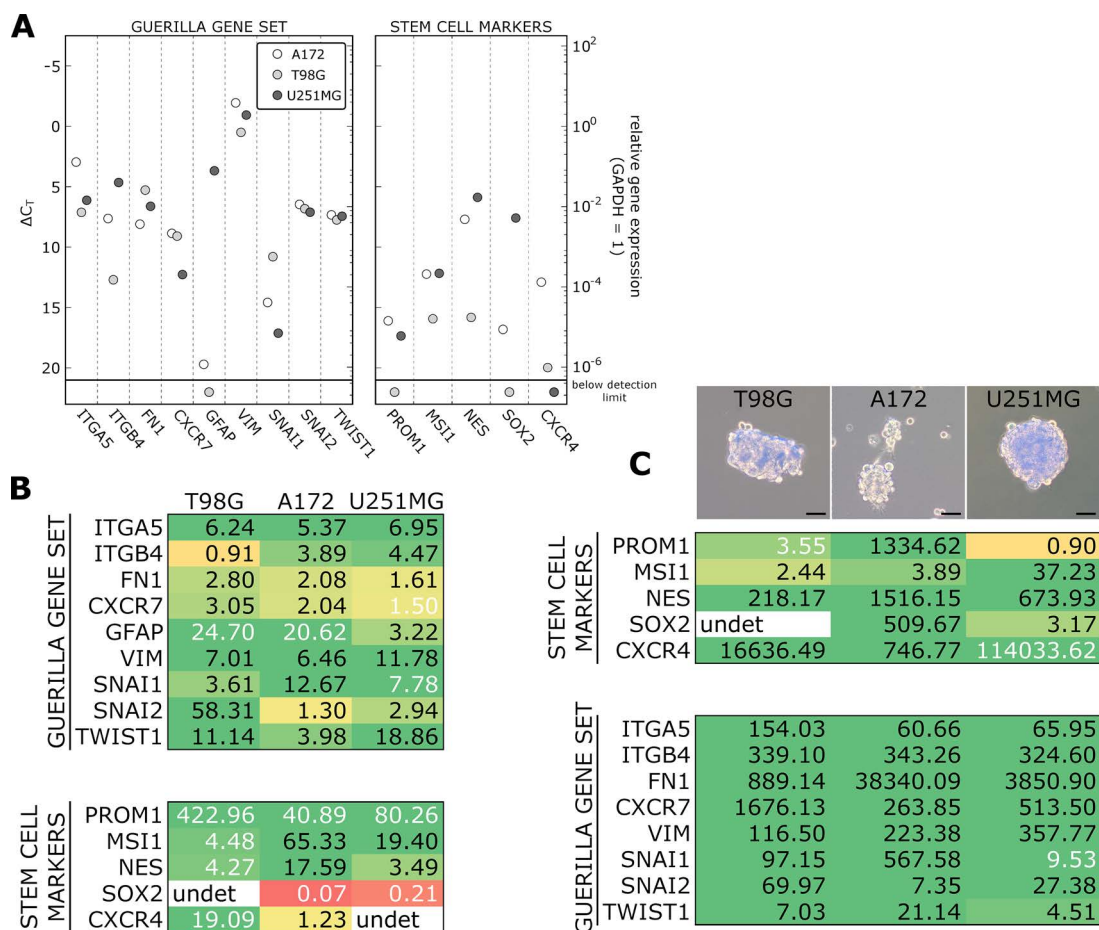 A
GUERILLA GENE SET
STEM CELL MARKERS
A172
T98G
U251MG
-5
0
5
10
15
20
ΔCT
10^2
10^0
10^-2
10^-4
10^-6
relative gene expression
(GAPDH = 1)
below detection
limit
ITGA5
ITGB4
FN1
CXCR7
GFAP
VIM
SNAI1
SNAI2
TWIST1
PROM1
MSI1
NES
SOX2
CXCR4
B
T98G A172 U251MG
GUERILLA GENE SET
ITGA5 6.24 5.37 6.95
ITGB4 0.91 3.89 4.47
FN1 2.80 2.08 1.61
CXCR7 3.05 2.04 1.50
GFAP 24.70 20.62 3.22
VIM 7.01 6.46 11.78
SNAI1 3.61 12.67 7.78
SNAI2 58.31 1.30 2.94
TWIST1 11.14 3.98 18.86
STEM CELL
MARKERS
PROM1 422.96 40.89 80.26
MSI1 4.48 65.33 19.40
NES 4.27 17.59 3.49
SOX2 undet 0.07 0.21
CXCR4 19.09 1.23 undet
C
T98G A172 U251MG
STEM CELL
MARKERS
PROM1 3.55 1334.62 0.90
MSI1 2.44 3.89 37.23
NES 218.17 1516.15 673.93
SOX2 undet 509.67 3.17
CXCR4 16636.49 746.77 114033.62
GUERILLA GENE SET
ITGA5 154.03 60.66 65.95
ITGB4 339.10 343.26 324.60
FN1 889.14 38340.09 3850.90
CXCR7 1676.13 263.85 513.50
VIM 116.50 223.38 357.77
SNAI1 97.15 567.58 9.53
SNAI2 69.97 7.35 27.38
TWIST1 7.03 21.14 4.51